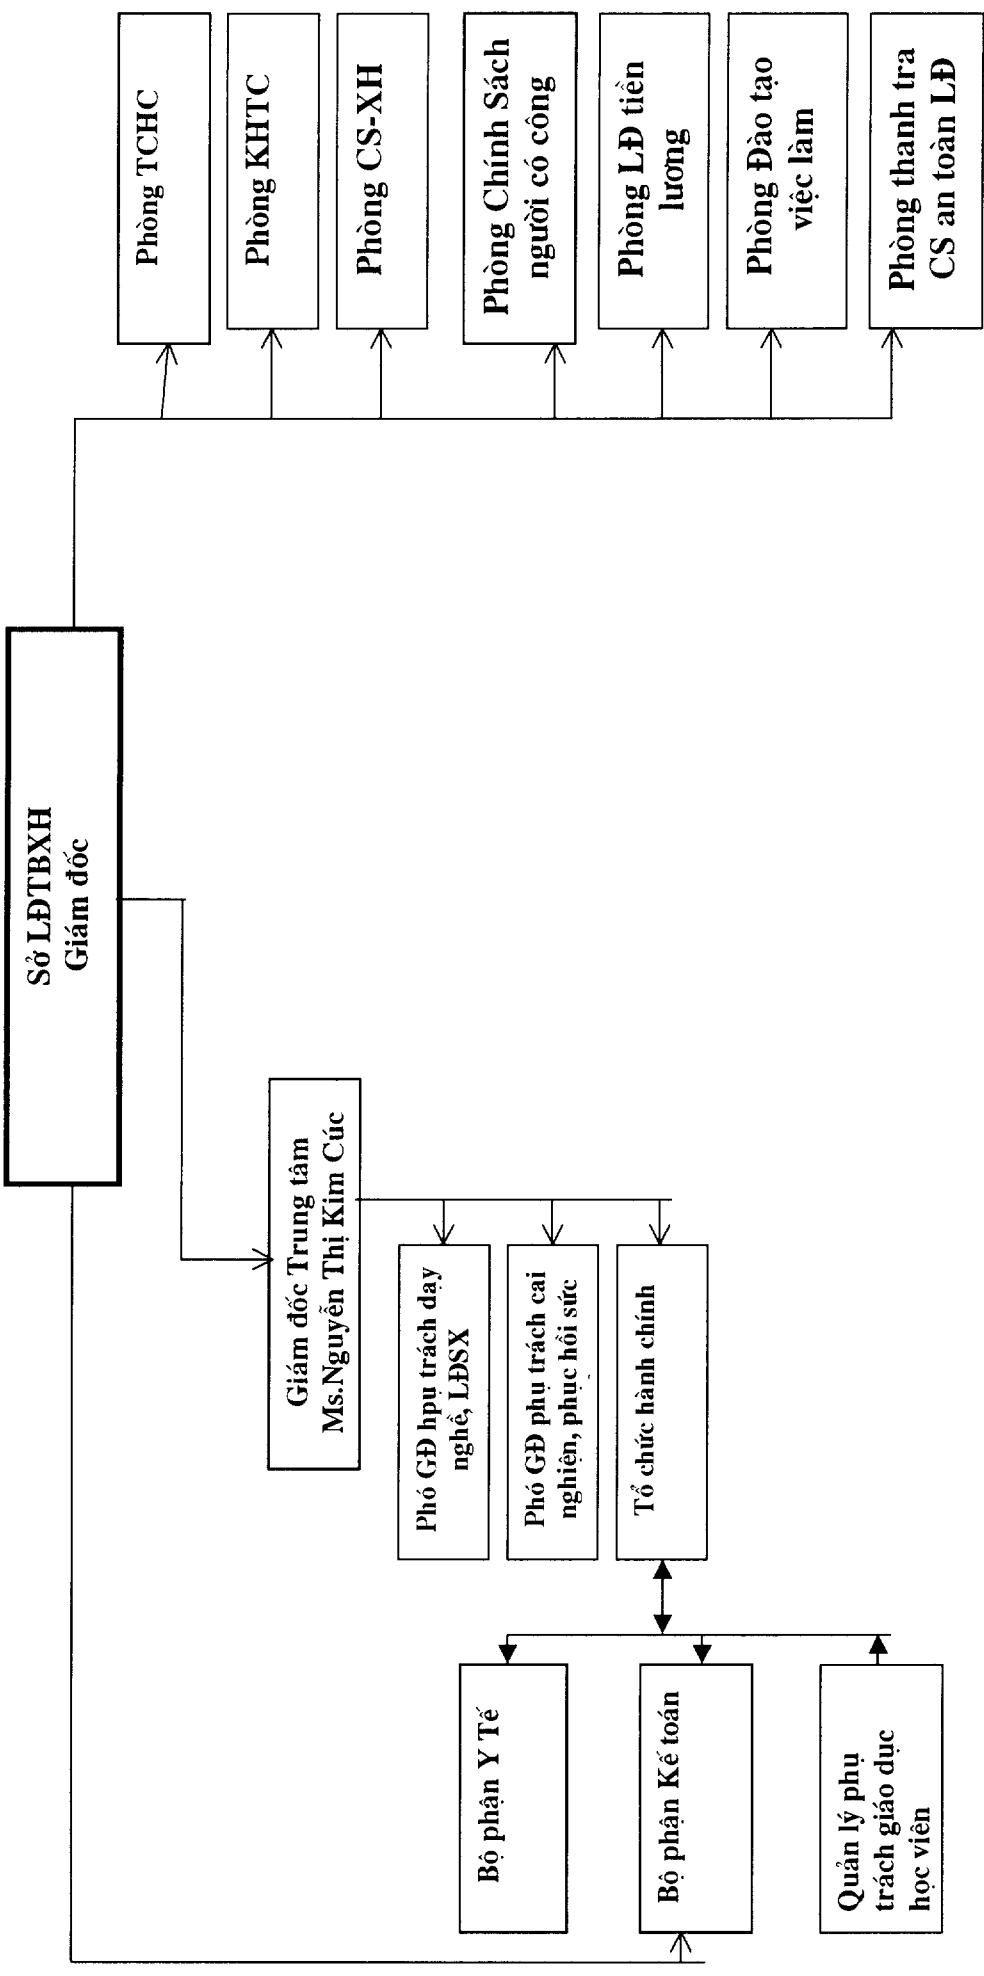 Sở LĐTBXH
Giám đốc
Giám đốc Trung tâm
Ms.Nguyễn Thị Kim Cúc
Phó GĐ hpụ trách dạy
nghề, LĐSX
Phó GĐ phụ trách cai
nghiện, phục hồi sức
Tổ chức hành chính
Bộ phận Y Tế
Bộ phận Kế toán
Quản lý phụ
trách giáo dục
học viên
Phòng TCHC
Phòng KHTC
Phòng CS-XH
Phòng Chính Sách
người có công
Phòng LĐ tiền
lương
Phòng Đào tạo
việc làm
Phòng thanh tra
CS an toàn LĐ